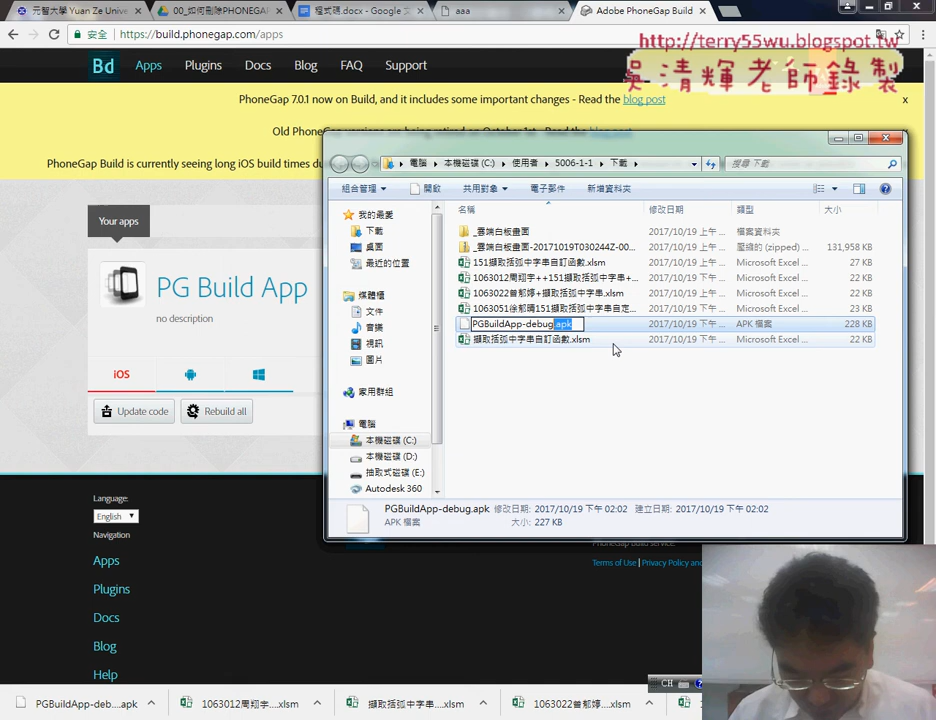 元智大學 Yuan Ze Unive
00_如何刪除PHONEGAP
程式碼.docx - Google 文
aaa
Adobe PhoneGap Build
安全
https://build.phonegap.com/apps
http://terry55wu.blogspot.tw
吳清輝老師錄製
Bd
Apps
Plugins
Docs
Blog
FAQ
Support
PhoneGap 7.0.1 now on Build, and it includes some important changes - Read the blog post
x
Old PhoneGap versions are being retired on October 1st - Read the blog post
PhoneGap Build is currently seeing long iOS build times du
Your apps
PG Build App
no description
iOS
Update code
Rebuild all
電腦 ▸ 本機磁碟 (C:) ▸ 使用者 ▸ 5006-1-1 ▸ 下載 ▸
搜尋 下載
組合管理 ▼
開啟
共用對象 ▼
電子郵件
新增資料夾
我的最愛
下載
桌面
最近的位置
媒體櫃
文件
音樂
視訊
圖片
家用群組
電腦
本機磁碟 (C:)
本機磁碟 (D:)
抽取式磁碟 (E:)
Autodesk 360
名稱 修改日期 類型 大小
_雲端白板畫面 2017/10/19 上午 ... 檔案資料夾
_雲端白板畫面-20171019T030244Z-00... 2017/10/19 上午 ... 壓縮的 (zipped) ... 131,958 KB
151擷取括弧中字串自訂函數.xlsm 2017/10/19 上午 ... Microsoft Excel ... 27 KB
1063012周翔宇++151擷取括弧中字串+... 2017/10/19 下午 ... Microsoft Excel ... 22 KB
1063022曾郁婷+擷取括弧中字串.xlsm 2017/10/19 下午 ... Microsoft Excel ... 22 KB
1063051徐郁晴151擷取括弧中字串自定... 2017/10/19 下午 ... Microsoft Excel ... 23 KB
PGBuildApp-debug.apk 2017/10/19 下午 ... APK 檔案 228 KB
擷取括弧中字串自訂函數.xlsm 2017/10/19 下午 ... Microsoft Excel ... 22 KB
PGBuildApp-debug.apk 修改日期: 2017/10/19 下午 02:02 建立日期: 2017/10/19 下午 02:02
APK 檔案 大小: 227 KB
Language:
English
Navigation
Apps
Plugins
Docs
Blog
Help
PhoneGap Build service.
Terms of Use | Privacy Policy and
CH
PGBuildApp-deb....apk
1063012周翔宇....xlsm
擷取括弧中字串....xlsm
1063022曾郁婷....xlsm